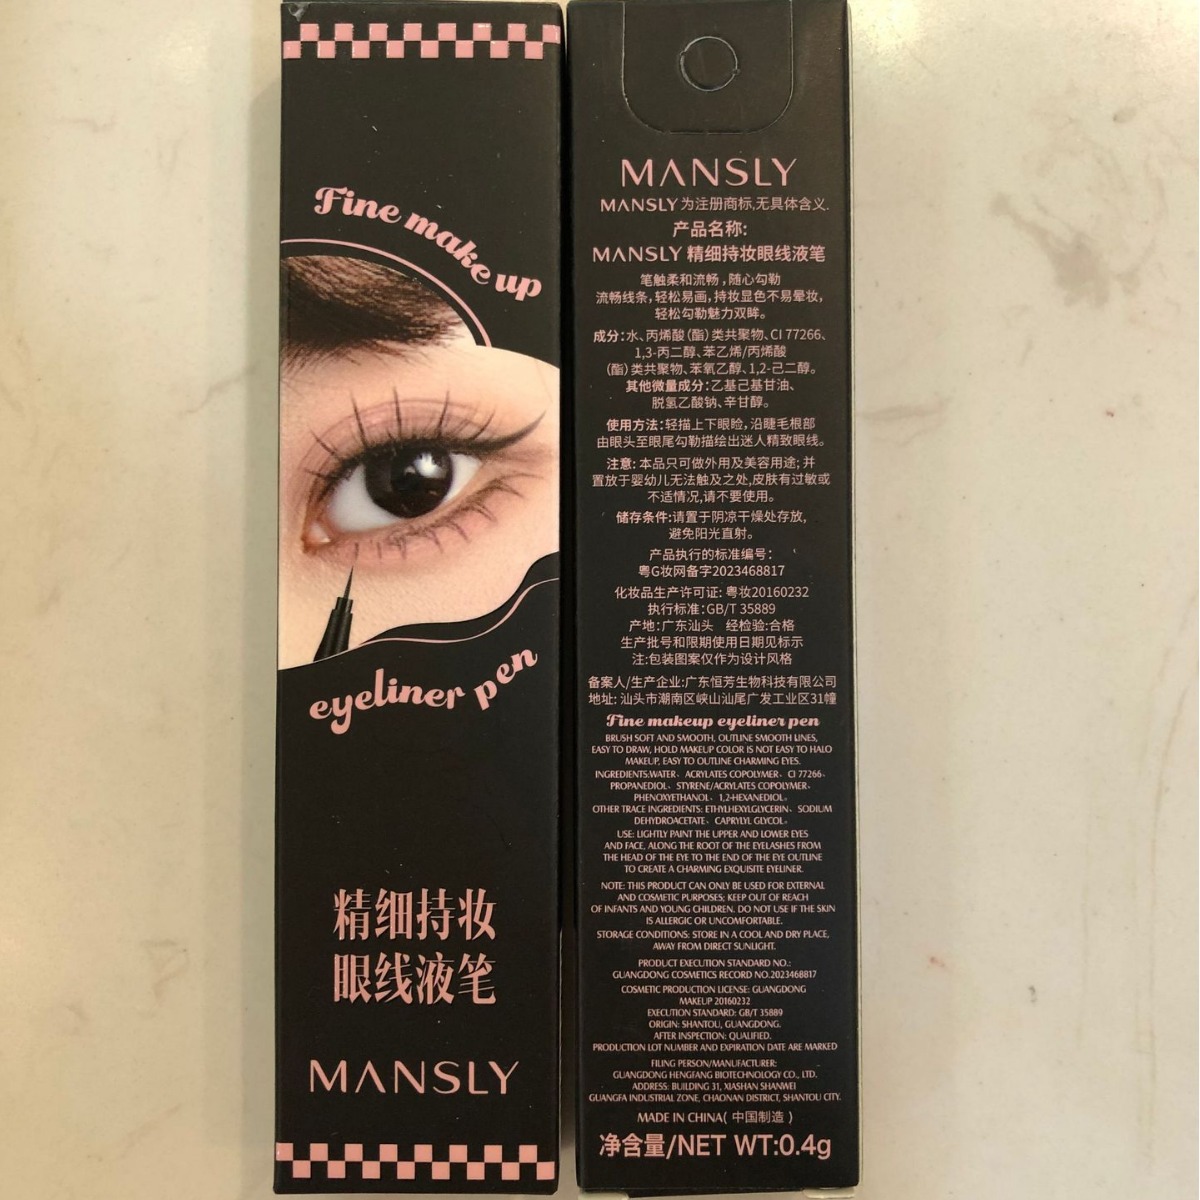 Fine make up
eyeliner pen
精细持妆
眼线液笔
MANSLY
MANSLY
MANSLY为注册商标,无具体含义.
产品名称:
MANSLY 精细持妆眼线液笔
笔触柔和流畅,随心勾勒
流畅线条,轻松易画,持妆显色不易晕妆,
轻松勾勒魅力双眸。
成分:水、丙烯酸(酯)类共聚物、CI 77266、
1,3-丙二醇、苯乙烯/丙烯酸
(酯)类共聚物、苯氧乙醇、1,2-己二醇。
其他微量成分:乙基己基甘油、
脱氢乙酸钠、辛甘醇。
使用方法:轻描上下眼睑,沿睫毛根部
由眼头至眼尾勾勒描绘出迷人精致眼线。
注意:本品只可做外用及美容用途;并
置放于婴幼儿无法触及之处,皮肤有过敏或
不适情况,请不要使用。
储存条件:请置于阴凉干燥处存放,
避免阳光直射。
产品执行的标准编号:
粤G妆网备字2023468817
化妆品生产许可证: 粤妆20160232
执行标准:GB/T 35889
产地:广东汕头 经检验:合格
生产批号和限期使用日期见标示
注:包装图案仅作为设计风格
备案人/生产企业:广东恒芳生物科技有限公司
地址: 汕头市潮南区峡山汕尾广发工业区31幢
Fine makeup eyeliner pen
BRUSH SOFT AND SMOOTH, OUTLINE SMOOTH LINES,
EASY TO DRAW, HOLD MAKEUP COLOR IS NOT EASY TO HALO
MAKEUP, EASY TO OUTLINE CHARMING EYES.
INGREDIENTS:WATER、ACRYLATES COPOLYMER、CI 77266、
PROPANEDIOL、STYRENE/ACRYLATES COPOLYMER、
PHENOXYETHANOL、1,2-HEXANEDIOL。
OTHER TRACE INGREDIENTS: ETHYLHEXYLGLYCERIN、SODIUM
DEHYDROACETATE、CAPRYLYL GLYCOL。
USE: LIGHTLY PAINT THE UPPER AND LOWER EYES
AND FACE, ALONG THE ROOT OF THE EYELASHES FROM
THE HEAD OF THE EYE TO THE END OF THE EYE OUTLINE
TO CREATE A CHARMING EXQUISITE EYELINER.
NOTE: THIS PRODUCT CAN ONLY BE USED FOR EXTERNAL
AND COSMETIC PURPOSES; KEEP OUT OF REACH
OF INFANTS AND YOUNG CHILDREN. DO NOT USE IF THE SKIN
IS ALLERGIC OR UNCOMFORTABLE.
STORAGE CONDITIONS: STORE IN A COOL AND DRY PLACE,
AWAY FROM DIRECT SUNLIGHT.
PRODUCT EXECUTION STANDARD NO.:
GUANGDONG COSMETICS RECORD NO.2023468817
COSMETIC PRODUCTION LICENSE: GUANGDONG
MAKEUP 20160232
EXECUTION STANDARD: GB/T 35889
ORIGIN: SHANTOU, GUANGDONG.
AFTER INSPECTION: QUALIFIED.
PRODUCTION LOT NUMBER AND EXPIRATION DATE ARE MARKED
FILING PERSON/MANUFACTURER:
GUANGDONG HENGFANG BIOTECHNOLOGY CO., LTD.
ADDRESS: BUILDING 31, XIASHAN SHANWEI
GUANGFA INDUSTRIAL ZONE, CHAONAN DISTRICT, SHANTOU CITY.
MADE IN CHINA( 中国制造 )
净含量/NET WT:0.4g